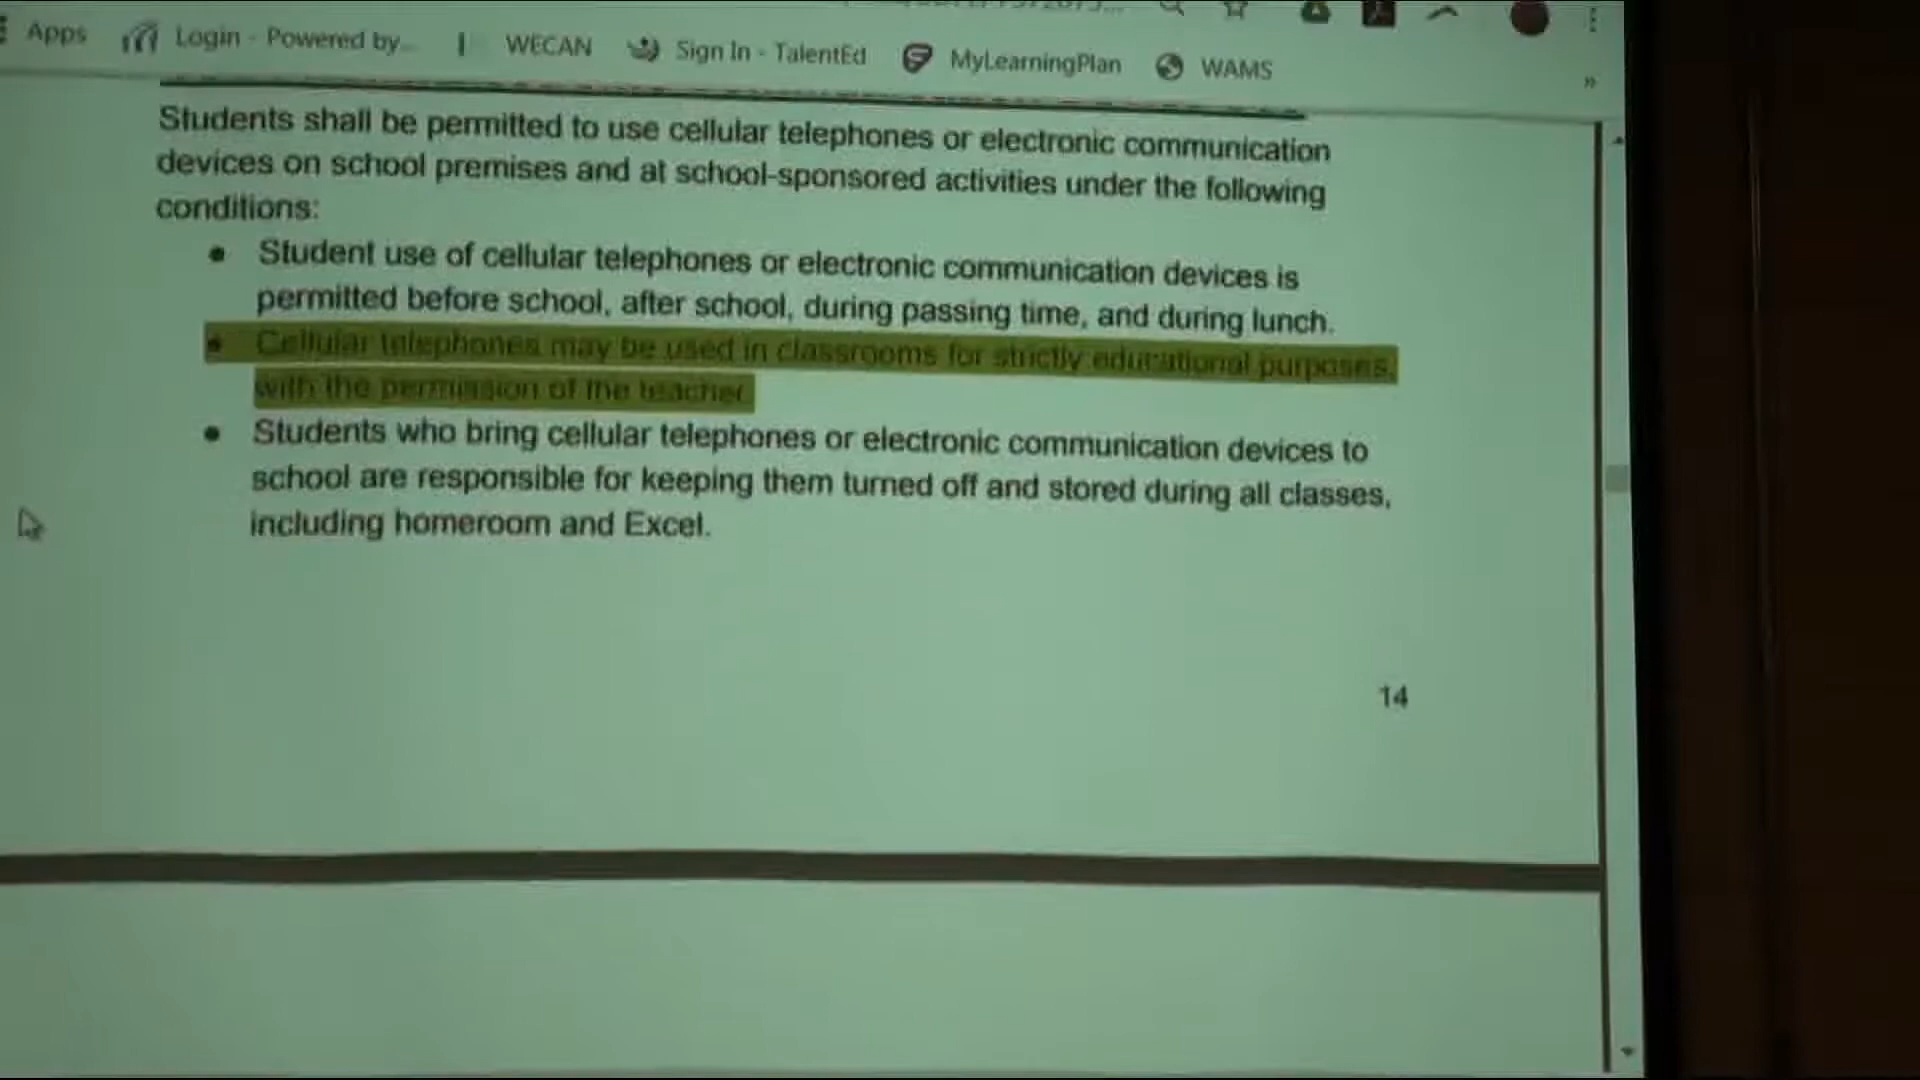 Apps Login - Powered by... WECAN Sign In - TalentEd MyLearningPlan WAMS »
Students shall be permitted to use cellular telephones or electronic communication
devices on school premises and at school-sponsored activities under the following
conditions:
• Student use of cellular telephones or electronic communication devices is
permitted before school, after school, during passing time, and during lunch.
• Cellular telephones may be used in classrooms for strictly educational purposes,
with the permission of the teacher.
• Students who bring cellular telephones or electronic communication devices to
school are responsible for keeping them turned off and stored during all classes,
including homeroom and Excel.
14